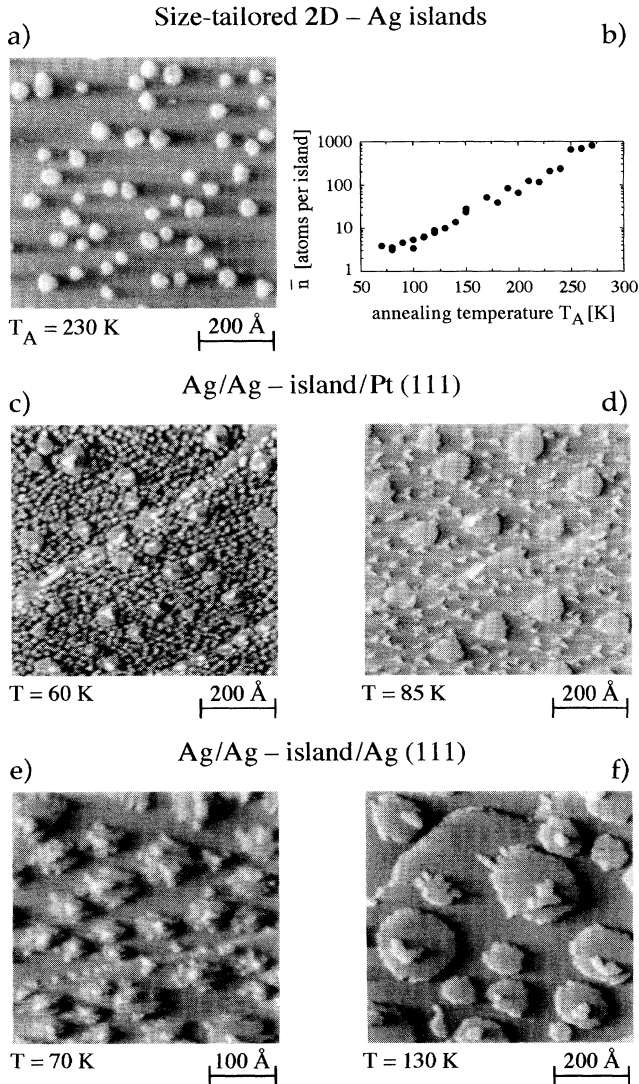 Size-tailored 2D – Ag islands
a)
b)
n̄ [atoms per island]
1000
100
10
1
50 100 150 200 250 300
annealing temperature T_A [K]
T_A = 230 K
200 Å
Ag/Ag – island/Pt (111)
c)
d)
T = 60 K
200 Å
T = 85 K
200 Å
Ag/Ag – island/Ag (111)
e)
f)
T = 70 K
100 Å
T = 130 K
200 Å